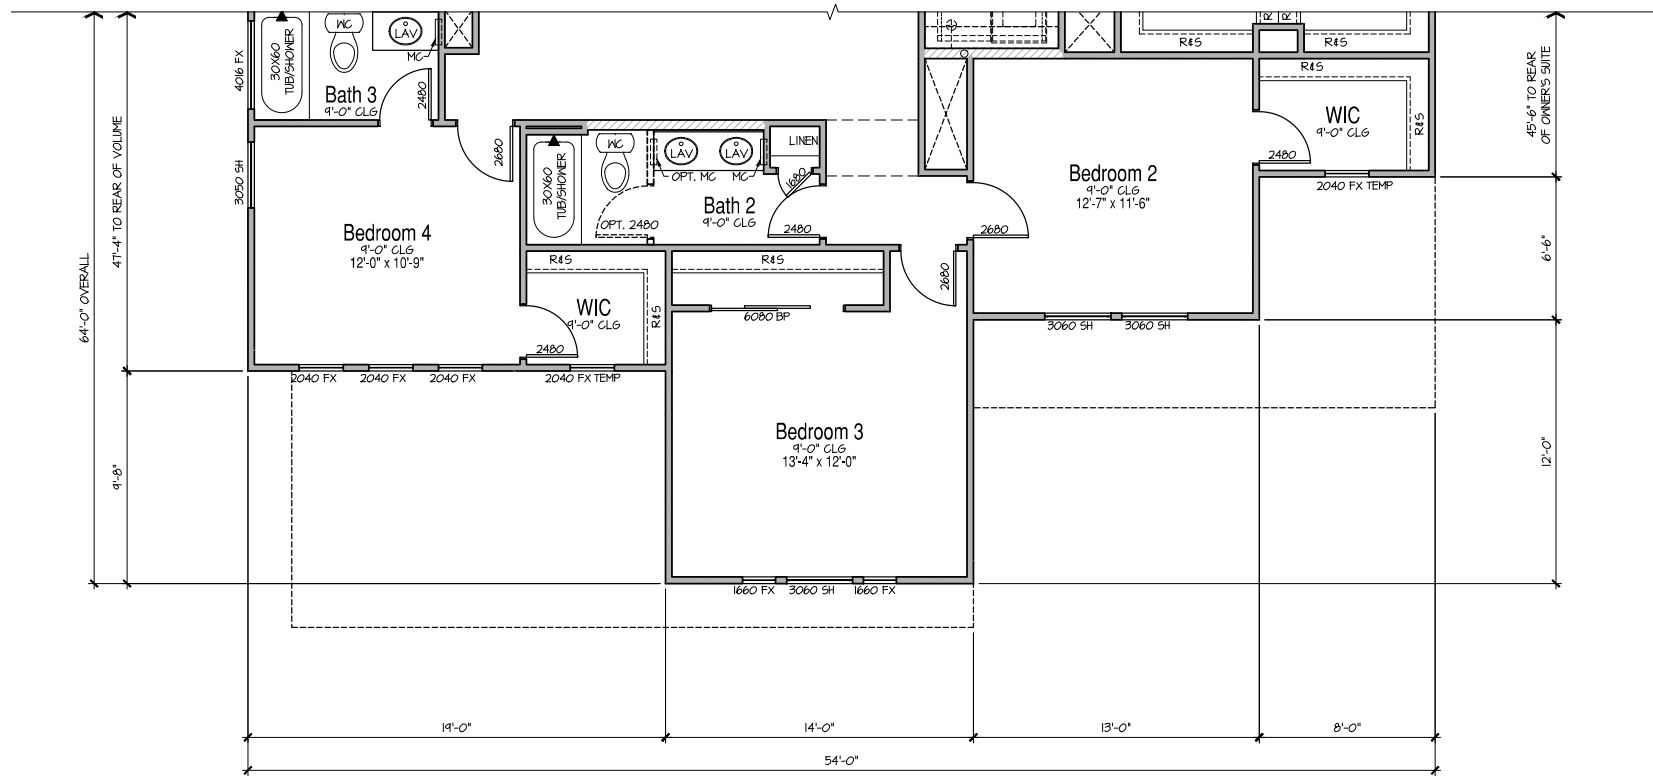 4016 FX
30X60
TUB/SHOWER
WC
LAV
MC
2480
Bath 3
9'-0" CLG
R&S
R&S
R
R
R&S
WIC
9'-0" CLG
R&S
2480
2040 FX TEMP
45'-6" TO REAR
OF OWNER'S SUITE
47'-4" TO REAR OF VOLUME
64'-0" OVERALL
3050 SH
2680
30X60
TUB/SHOWER
WC
LAV
LAV
OPT. MC
MC
LINEN
1680
Bath 2
9'-0" CLG
OPT. 2480
2480
Bedroom 2
9'-0" CLG
12'-7" x 11'-6"
2680
Bedroom 4
9'-0" CLG
12'-0" x 10'-9"
R&S
R&S
2680
6'-6"
WIC
9'-0" CLG
R&S
2480
6080 BP
3060 SH
3060 SH
2040 FX
2040 FX
2040 FX
2040 FX TEMP
Bedroom 3
9'-0" CLG
13'-4" x 12'-0"
9'-8"
12'-0"
1660 FX
3060 SH
1660 FX
19'-0"
14'-0"
13'-0"
8'-0"
54'-0"